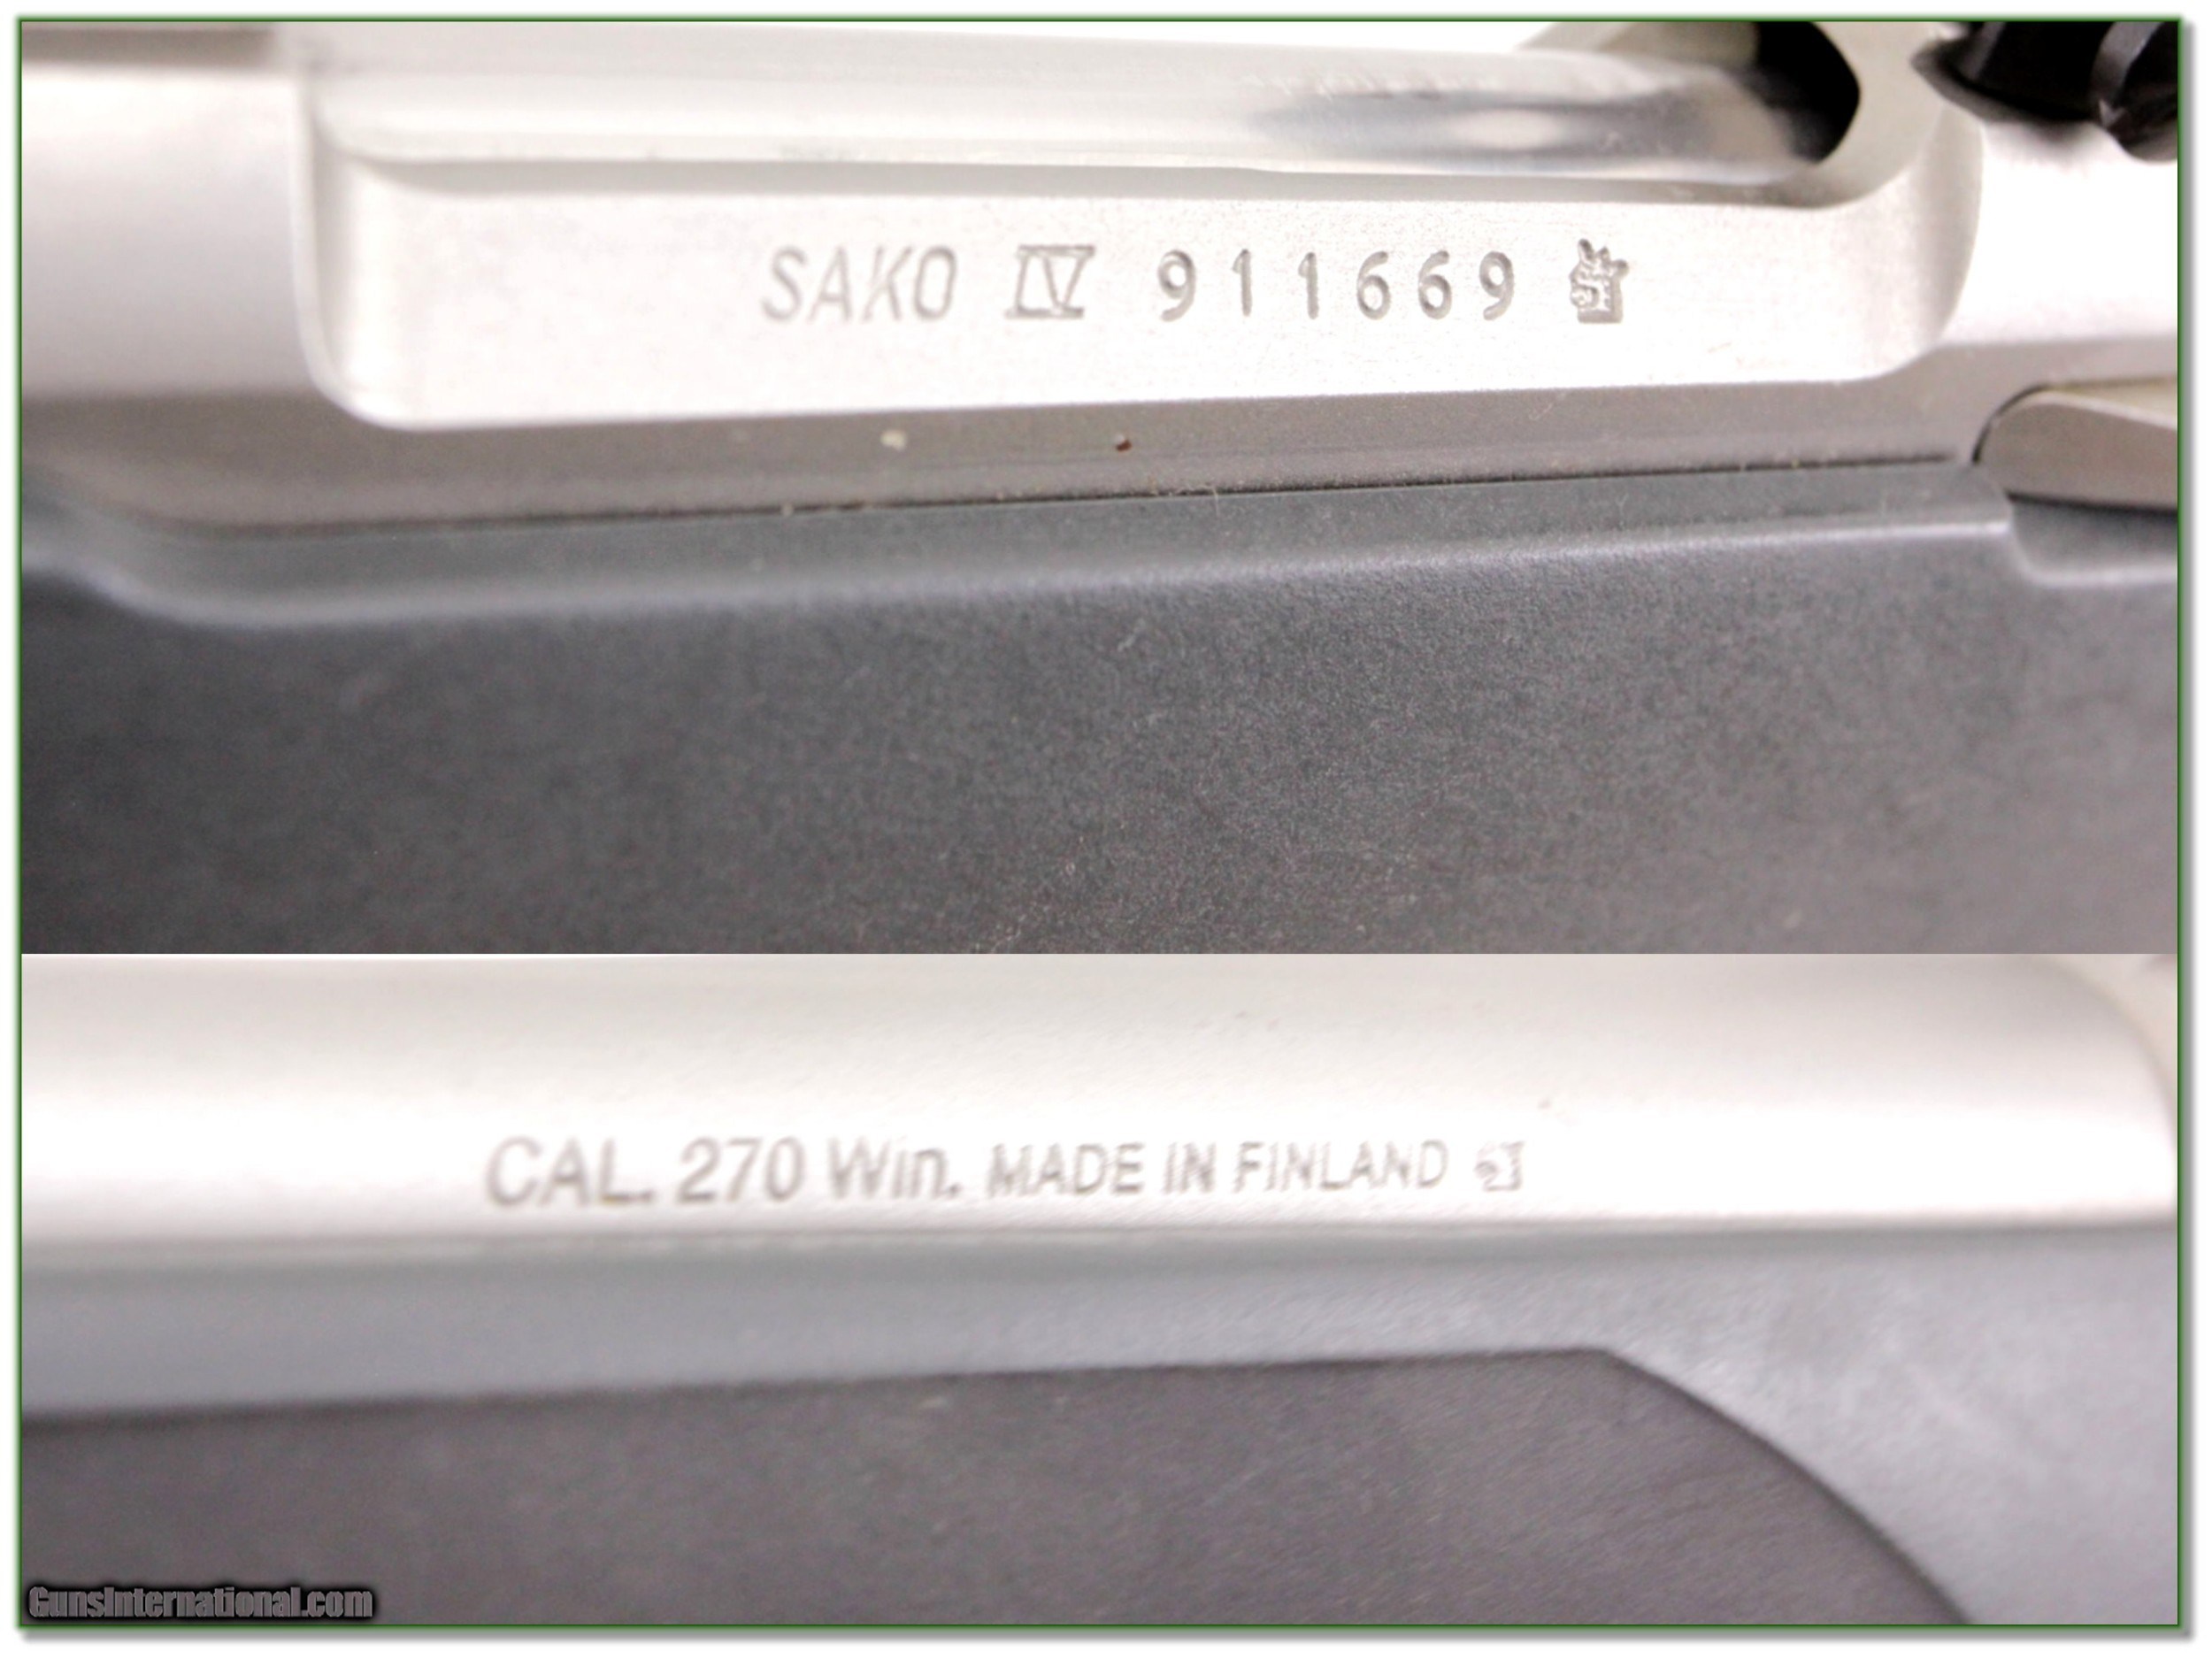 SAKO IV 911669
CAL. 270 Win. MADE IN FINLAND
GunsInternational.com